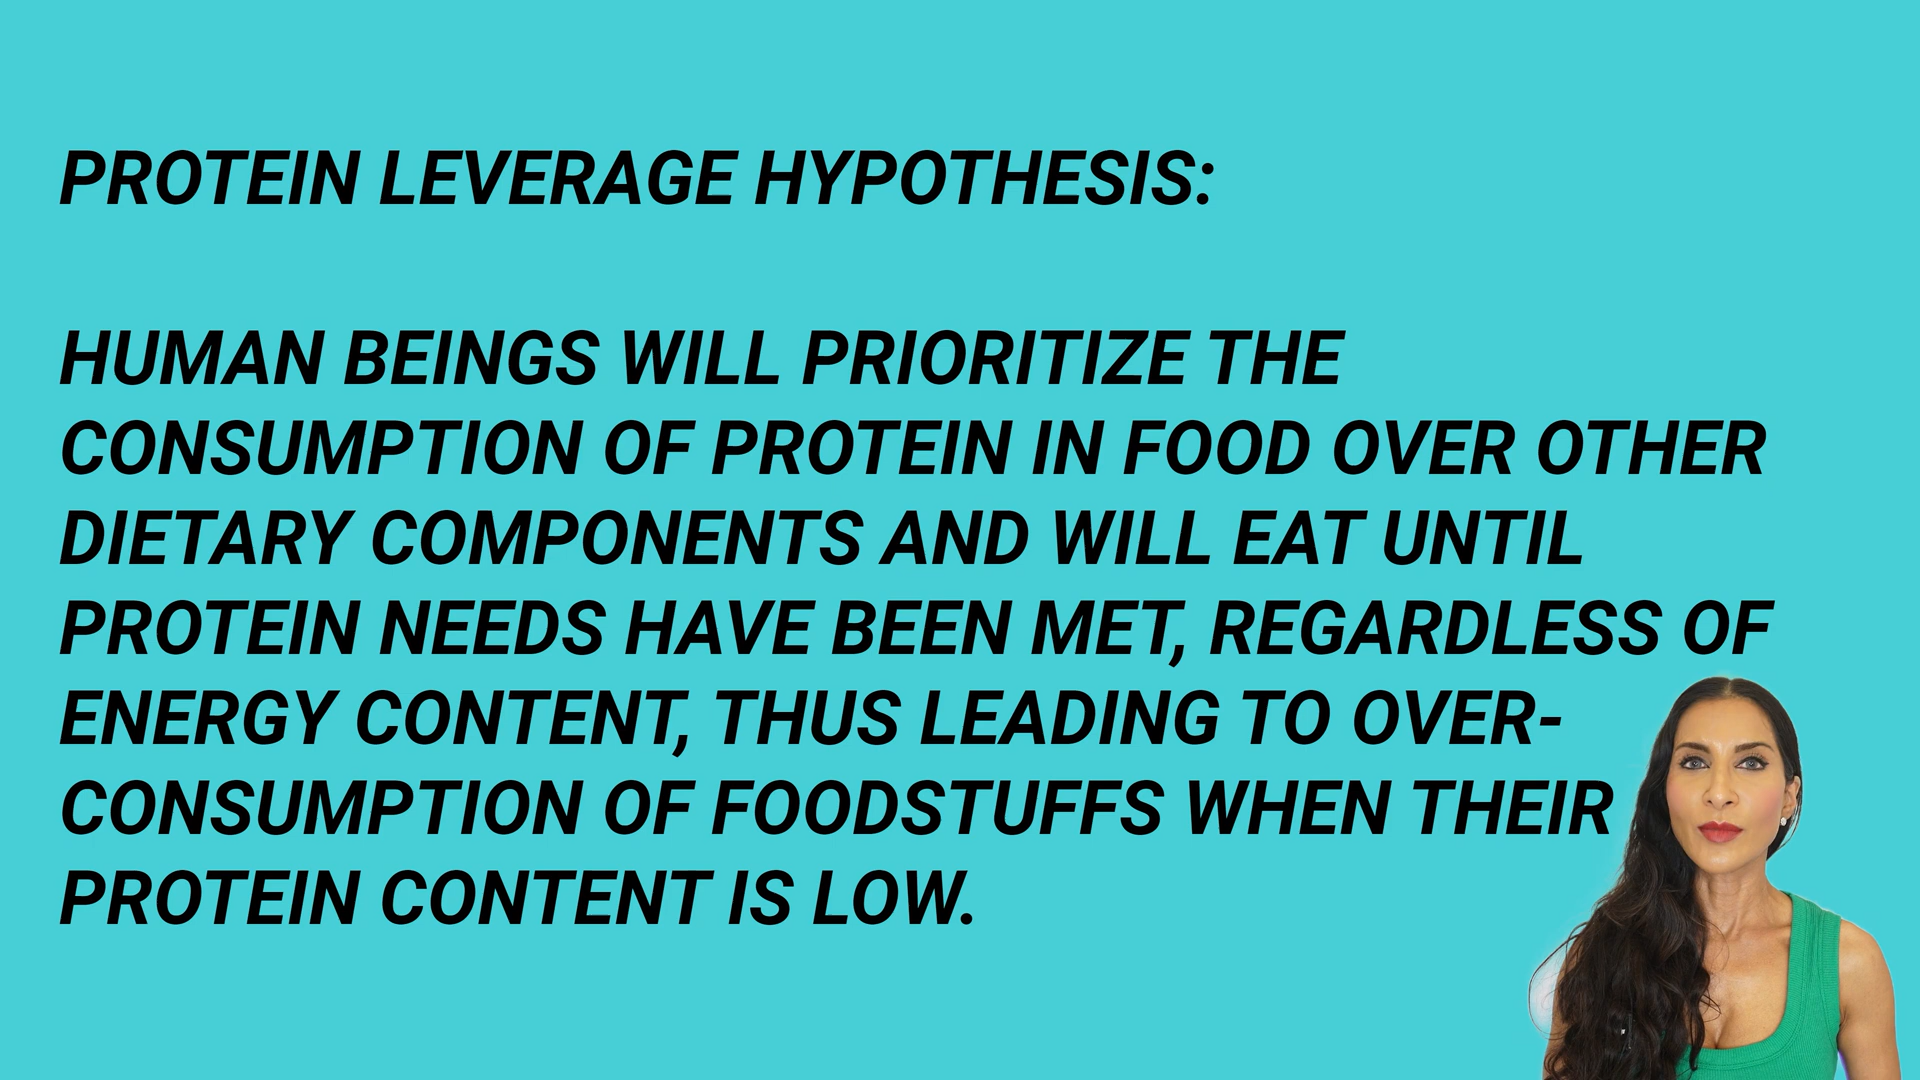 PROTEIN LEVERAGE HYPOTHESIS:
HUMAN BEINGS WILL PRIORITIZE THE
CONSUMPTION OF PROTEIN IN FOOD OVER OTHER
DIETARY COMPONENTS AND WILL EAT UNTIL
PROTEIN NEEDS HAVE BEEN MET, REGARDLESS OF
ENERGY CONTENT, THUS LEADING TO OVER-
CONSUMPTION OF FOODSTUFFS WHEN THEIR
PROTEIN CONTENT IS LOW.